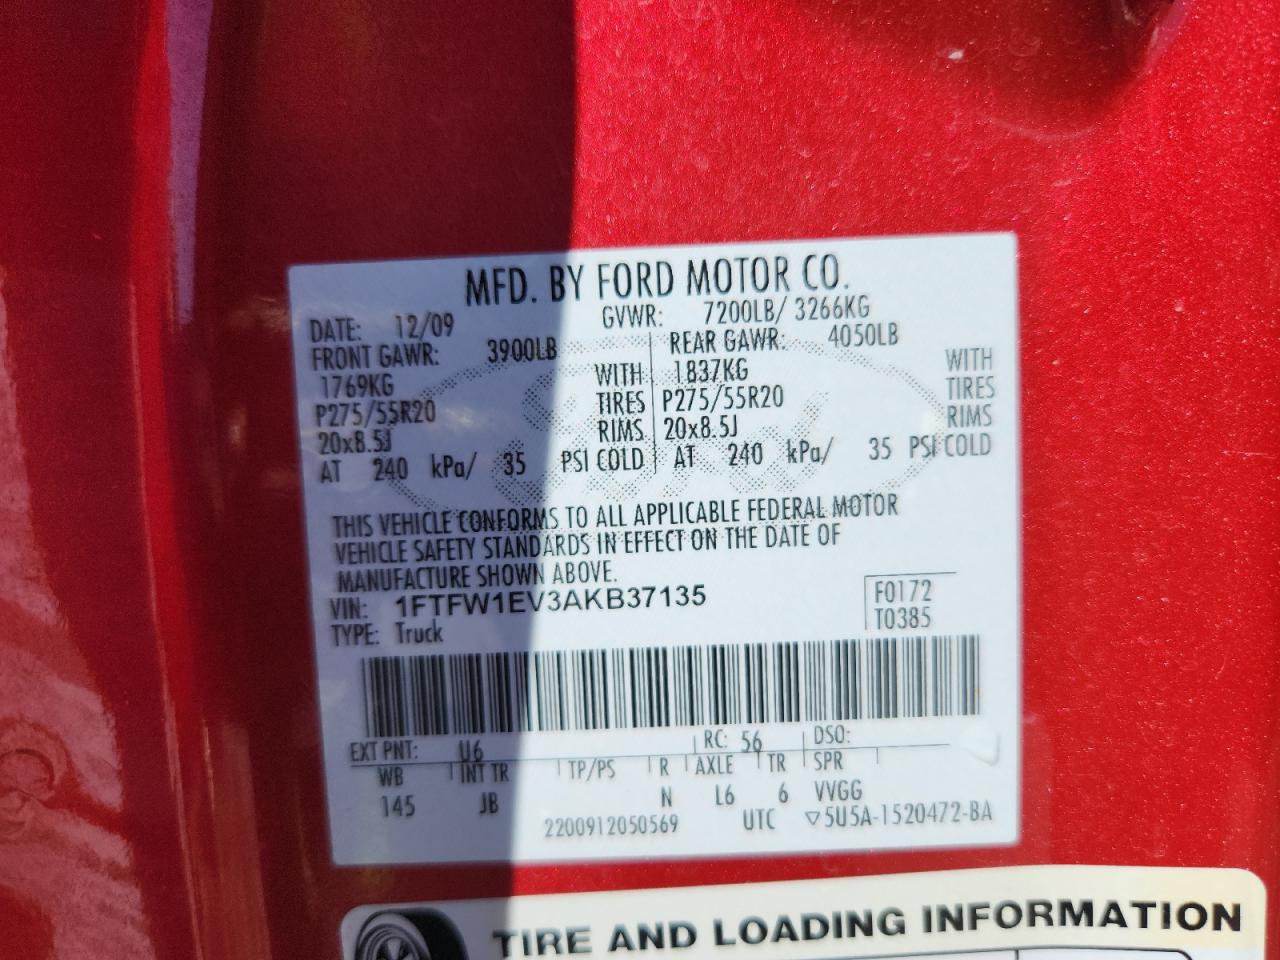 MFD. BY FORD MOTOR CO.
DATE: 12/09 GVWR: 7200LB/ 3266KG
FRONT GAWR: 3900LB REAR GAWR: 4050LB
1769KG WITH 1837KG WITH
P275/55R20 TIRES P275/55R20 TIRES
20x8.5J RIMS 20x8.5J RIMS
AT 240 kPa/ 35 PSI COLD AT 240 kPa/ 35 PSI COLD
THIS VEHICLE CONFORMS TO ALL APPLICABLE FEDERAL MOTOR
VEHICLE SAFETY STANDARDS IN EFFECT ON THE DATE OF
MANUFACTURE SHOWN ABOVE.
VIN: 1FTFW1EV3AKB37135 F0172
TYPE: Truck T0385
EXT PNT: U6 RC: 56 DSO:
WB INT TR TP/PS R AXLE TR SPR
145 JB N L6 6 VVGG
2200912050569 UTC ▽5U5A-1520472-BA
TIRE AND LOADING INFORMATION